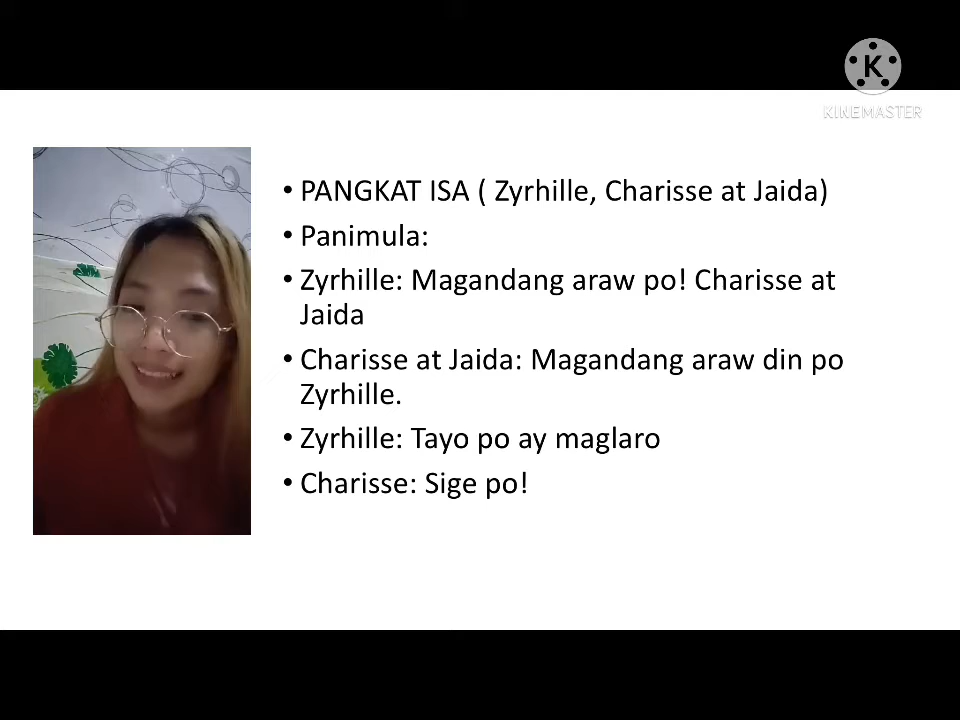 K
KINEMASTER
• PANGKAT ISA ( Zyrhille, Charisse at Jaida)
• Panimula:
• Zyrhille: Magandang araw po! Charisse at
Jaida
• Charisse at Jaida: Magandang araw din po
Zyrhille.
• Zyrhille: Tayo po ay maglaro
• Charisse: Sige po!